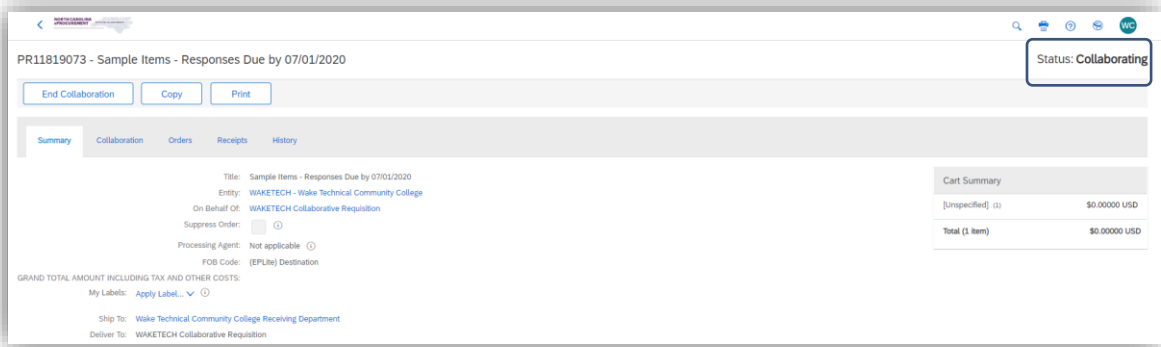 NORTH CAROLINA
ePROCUREMENT
WC
PR11819073 - Sample Items - Responses Due by 07/01/2020
Status: Collaborating
End Collaboration Copy Print
Summary Collaboration Orders Receipts History
Title: Sample Items - Responses Due by 07/01/2020
Entity: WAKETECH - Wake Technical Community College
On Behalf Of: WAKETECH Collaborative Requisition
Suppress Order:
Processing Agent: Not applicable
FOB Code: (EPLite) Destination
GRAND TOTAL AMOUNT INCLUDING TAX AND OTHER COSTS:
My Labels: Apply Label...
Ship To: Wake Technical Community College Receiving Department
Deliver To: WAKETECH Collaborative Requisition
Cart Summary
[Unspecified] (1) $0.00000 USD
Total (1 item) $0.00000 USD